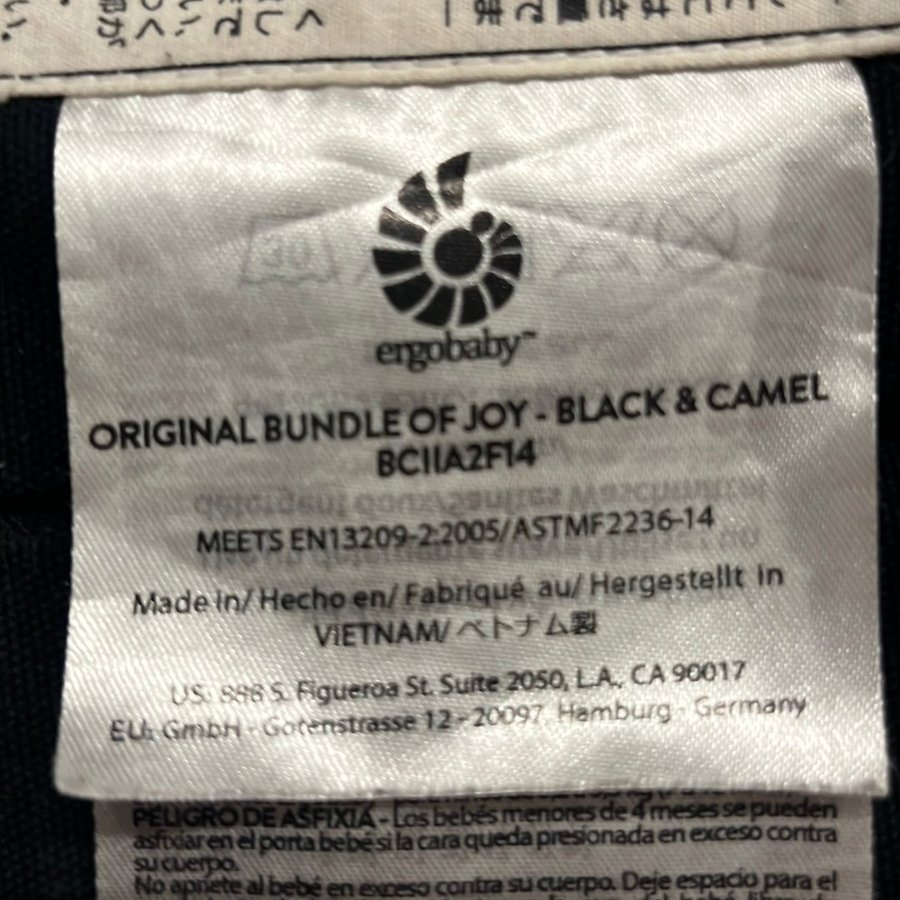 ergobaby™
ORIGINAL BUNDLE OF JOY - BLACK & CAMEL
BCIIA2F14
MEETS EN13209-2:2005/ASTMF2236-14
Made in/ Hecho en/ Fabriqué au/ Hergestellt in
VIETNAM/ ベトナム製
US: 888 S. Figueroa St. Suite 2050, L.A., CA 90017
EU: GmbH - Gotenstrasse 12 - 20097 Hamburg - Germany
PELIGRO DE ASFIXIA - Los bebés menores de 4 meses se pueden
asfixiar en el porta bebé si la cara queda presionada en exceso contra
su cuerpo.
No apriete al bebé en exceso contra su cuerpo. Deje espacio para el